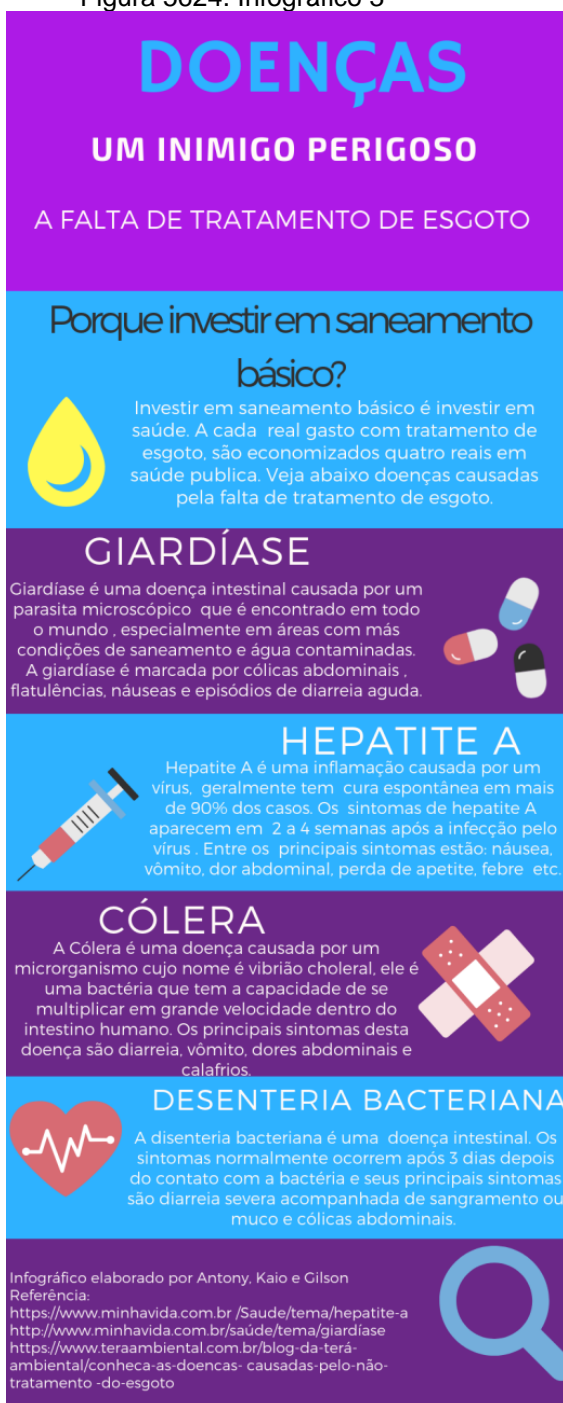 Figura 3624: Infográfico 3
DOENÇAS
UM INIMIGO PERIGOSO
A FALTA DE TRATAMENTO DE ESGOTO
Porque investir em saneamento
básico?
Investir em saneamento básico é investir em
saúde. A cada real gasto com tratamento de
esgoto, são economizados quatro reais em
saúde publica. Veja abaixo doenças causadas
pela falta de tratamento de esgoto.
GIARDÍASE
Giardíase é uma doença intestinal causada por um
parasita microscópico que é encontrado em todo
o mundo , especialmente em áreas com más
condições de saneamento e água contaminadas.
A giardíase é marcada por cólicas abdominais ,
flatulências, náuseas e episódios de diarreia aguda.
HEPATITE A
Hepatite A é uma inflamação causada por um
vírus, geralmente tem cura espontânea em mais
de 90% dos casos. Os sintomas de hepatite A
aparecem em 2 a 4 semanas após a infecção pelo
vírus . Entre os principais sintomas estão: náusea,
vômito, dor abdominal, perda de apetite, febre etc.
CÓLERA
A Cólera é uma doença causada por um
microrganismo cujo nome é vibrião choleral, ele é
uma bactéria que tem a capacidade de se
multiplicar em grande velocidade dentro do
intestino humano. Os principais sintomas desta
doença são diarreia, vômito, dores abdominais e
calafrios.
DESENTERIA BACTERIANA
A disenteria bacteriana é uma doença intestinal. Os
sintomas normalmente ocorrem após 3 dias depois
do contato com a bactéria e seus principais sintomas
são diarreia severa acompanhada de sangramento ou
muco e cólicas abdominais.
Infográfico elaborado por Antony, Kaio e Gilson
Referência:
https://www.minhavida.com.br /Saude/tema/hepatite-a
http://www.minhavida.com.br/saúde/tema/giardíase
https://www.teraambiental.com.br/blog-da-terá-
ambiental/conheca-as-doencas- causadas-pelo-não-
tratamento -do-esgoto